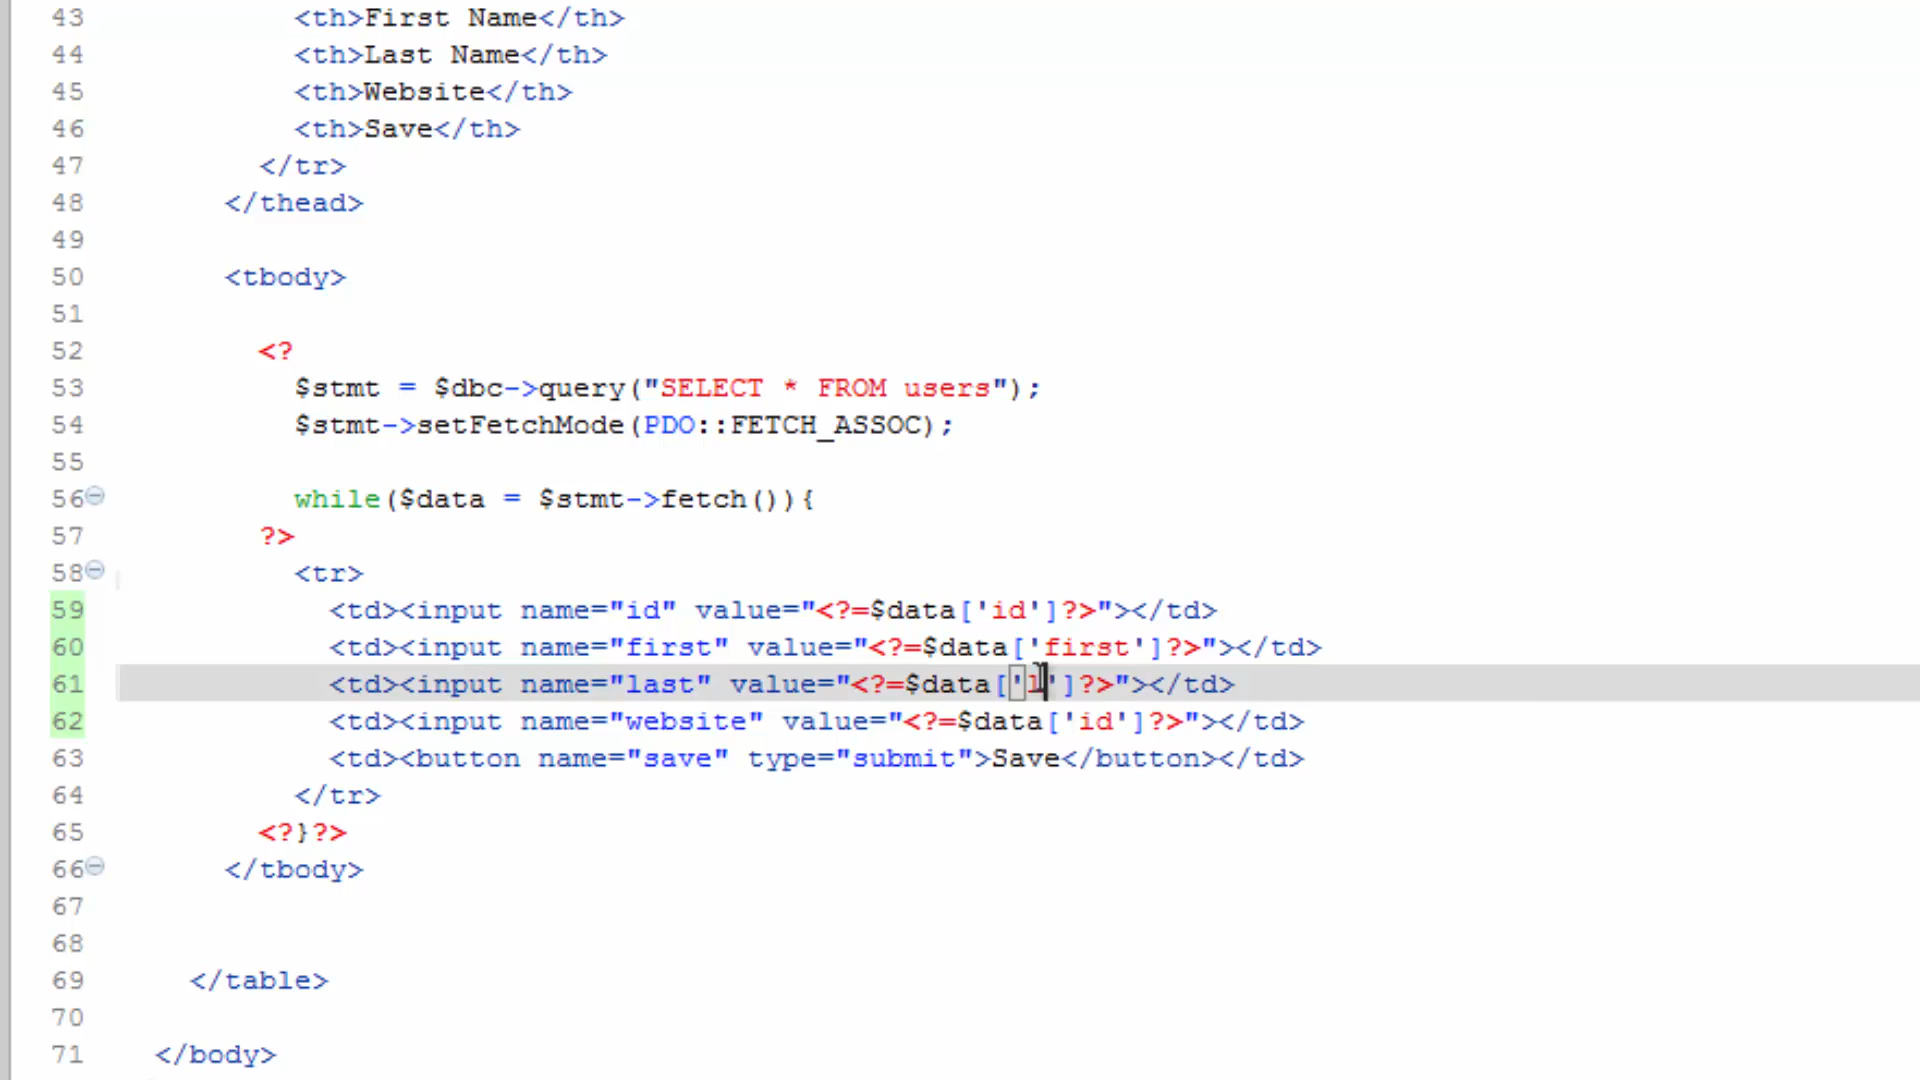 43 <th>First Name</th>
44 <th>Last Name</th>
45 <th>Website</th>
46 <th>Save</th>
47 </tr>
48 </thead>
49
50 <tbody>
51
52 <?
53 $stmt = $dbc->query("SELECT * FROM users");
54 $stmt->setFetchMode(PDO::FETCH_ASSOC);
55
56 while($data = $stmt->fetch()){
57 ?>
58 <tr>
59 <td><input name="id" value="<?=$data['id']?>"></td>
60 <td><input name="first" value="<?=$data['first']?>"></td>
61 <td><input name="last" value="<?=$data['l']?>"></td>
62 <td><input name="website" value="<?=$data['id']?>"></td>
63 <td><button name="save" type="submit">Save</button></td>
64 </tr>
65 <?}?>
66 </tbody>
67
68
69 </table>
70
71 </body>